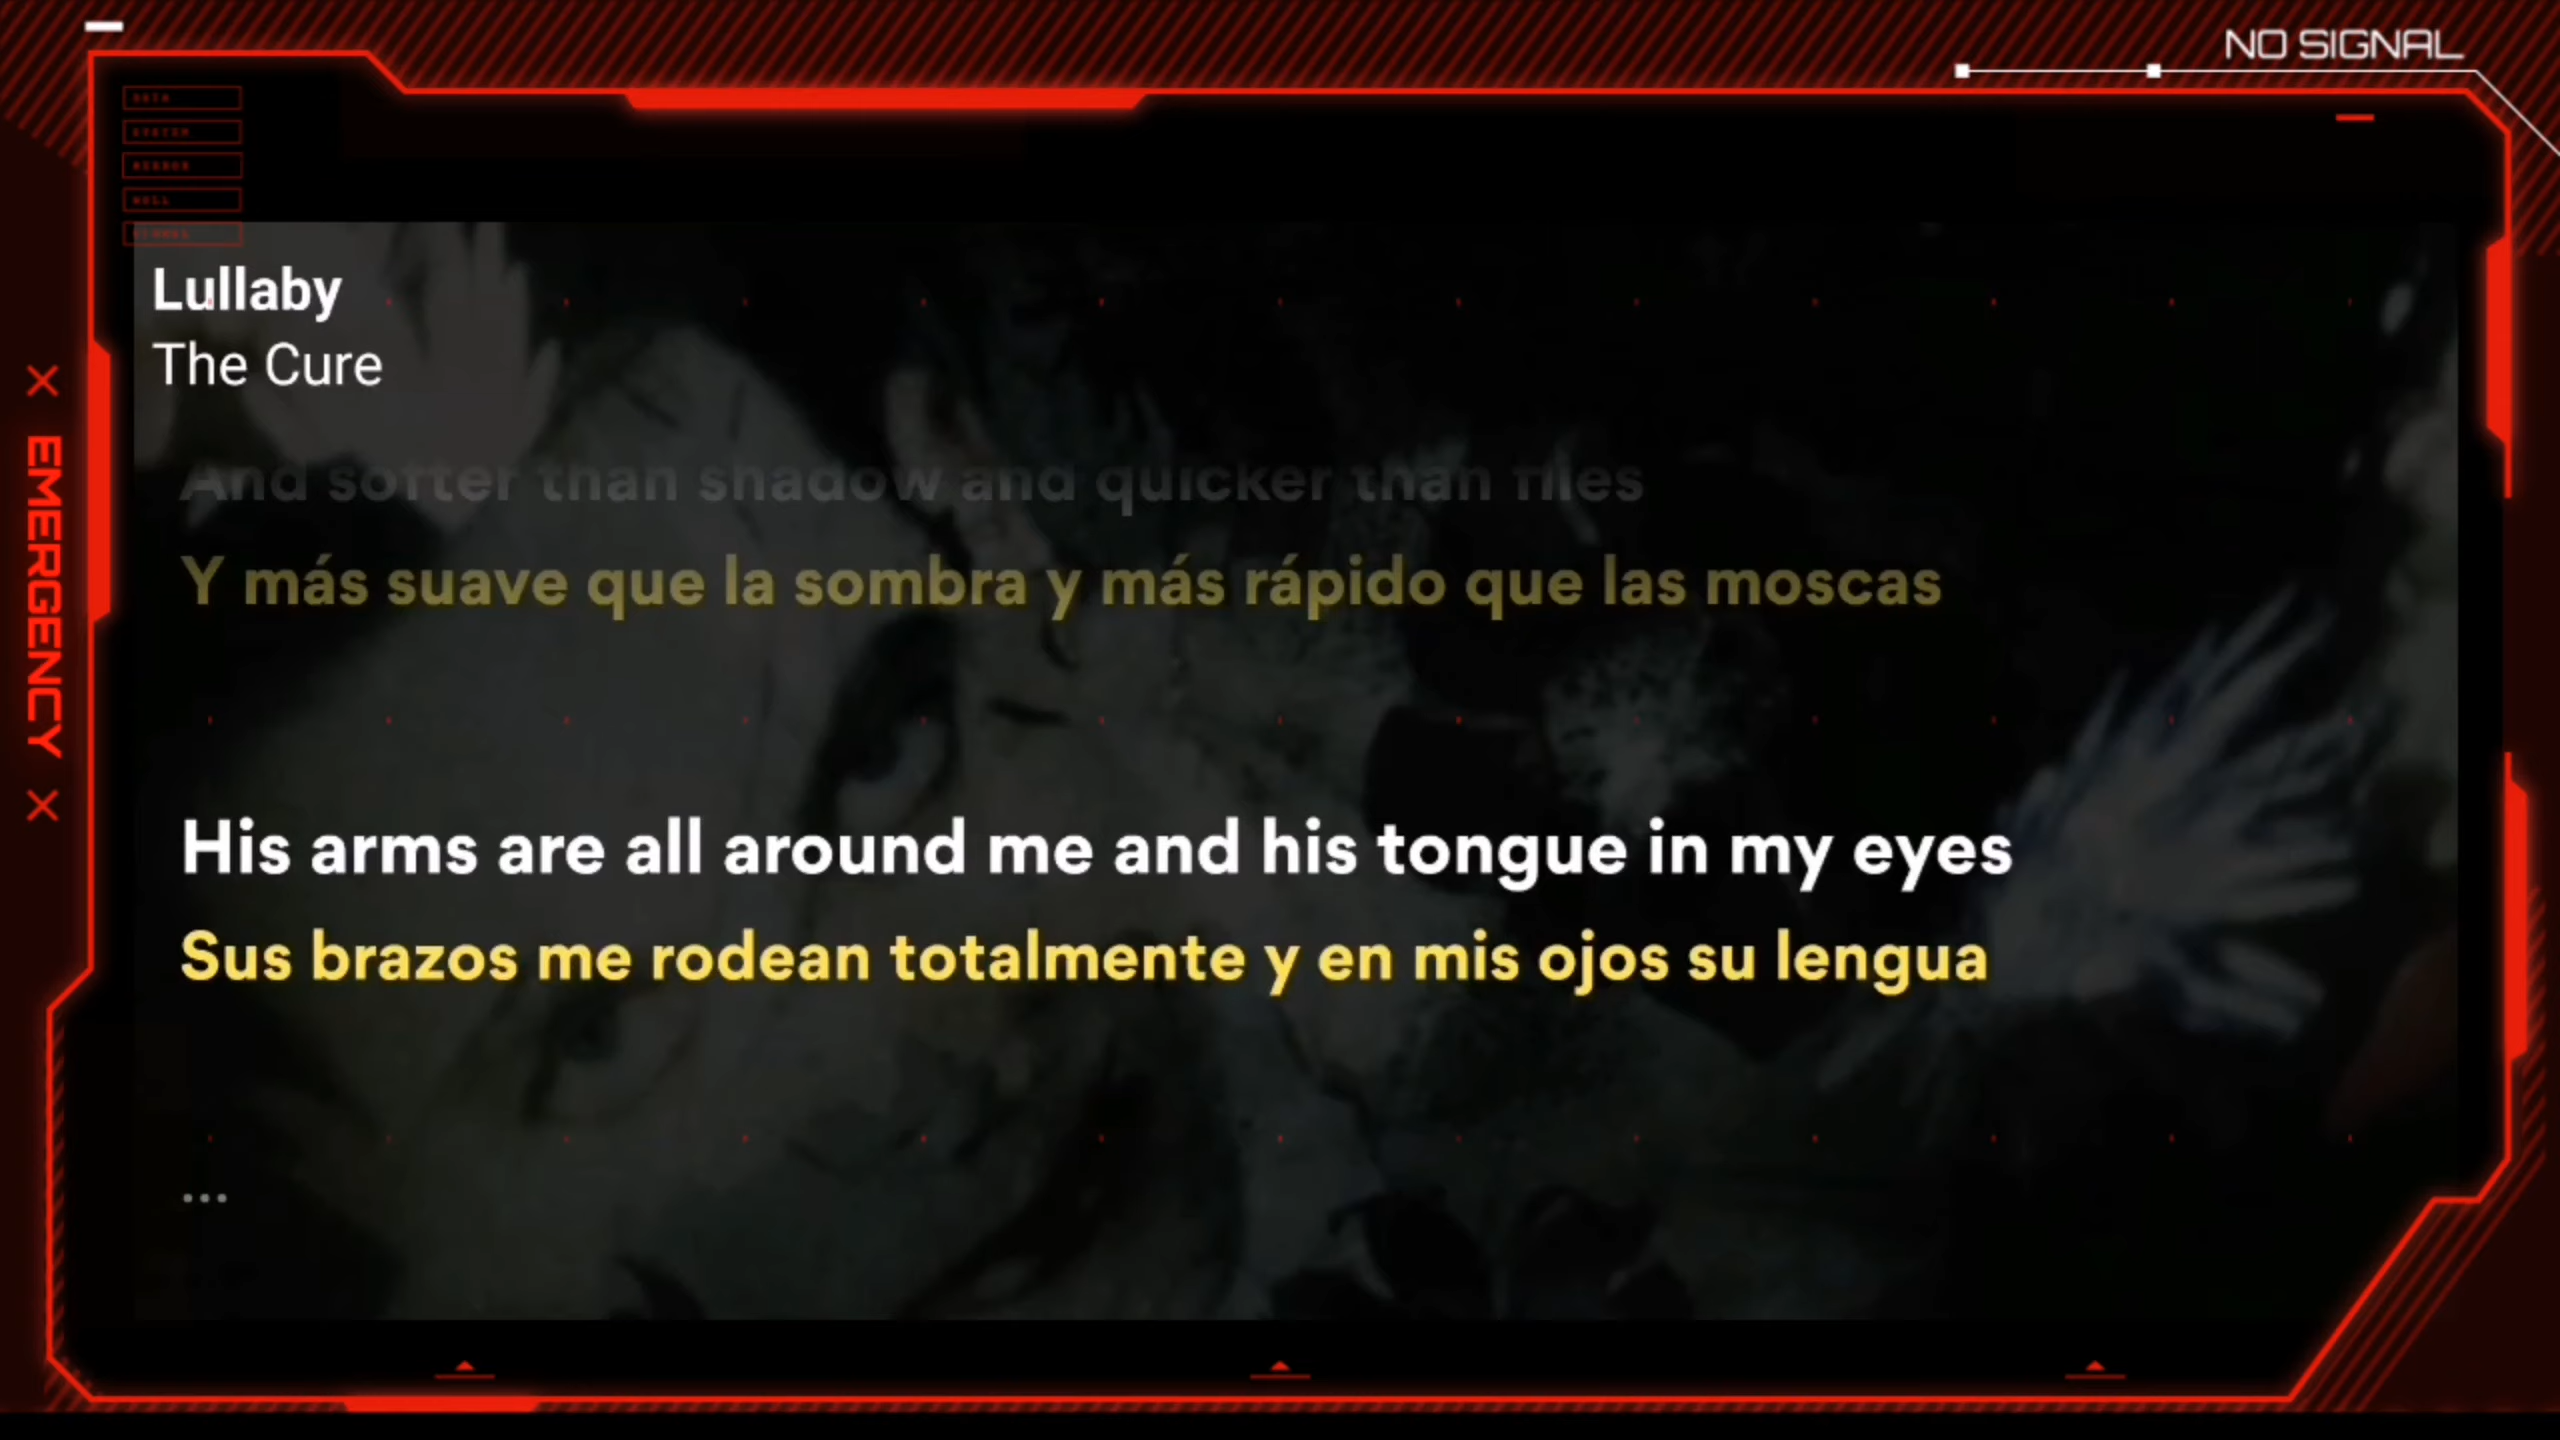 NO SIGNAL
DATA
SYSTEM
Lullaby
The Cure
EMERGENCY
And softer than shadow and quicker than flies
Y más suave que la sombra y más rápido que las moscas
His arms are all around me and his tongue in my eyes
Sus brazos me rodean totalmente y en mis ojos su lengua
...